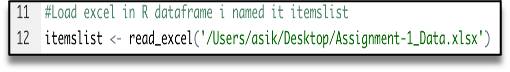 11 #Load excel in R dataframe i named it itemslist
12 itemslist <- read_excel('/Users/asik/Desktop/Assignment-1_Data.xlsx')